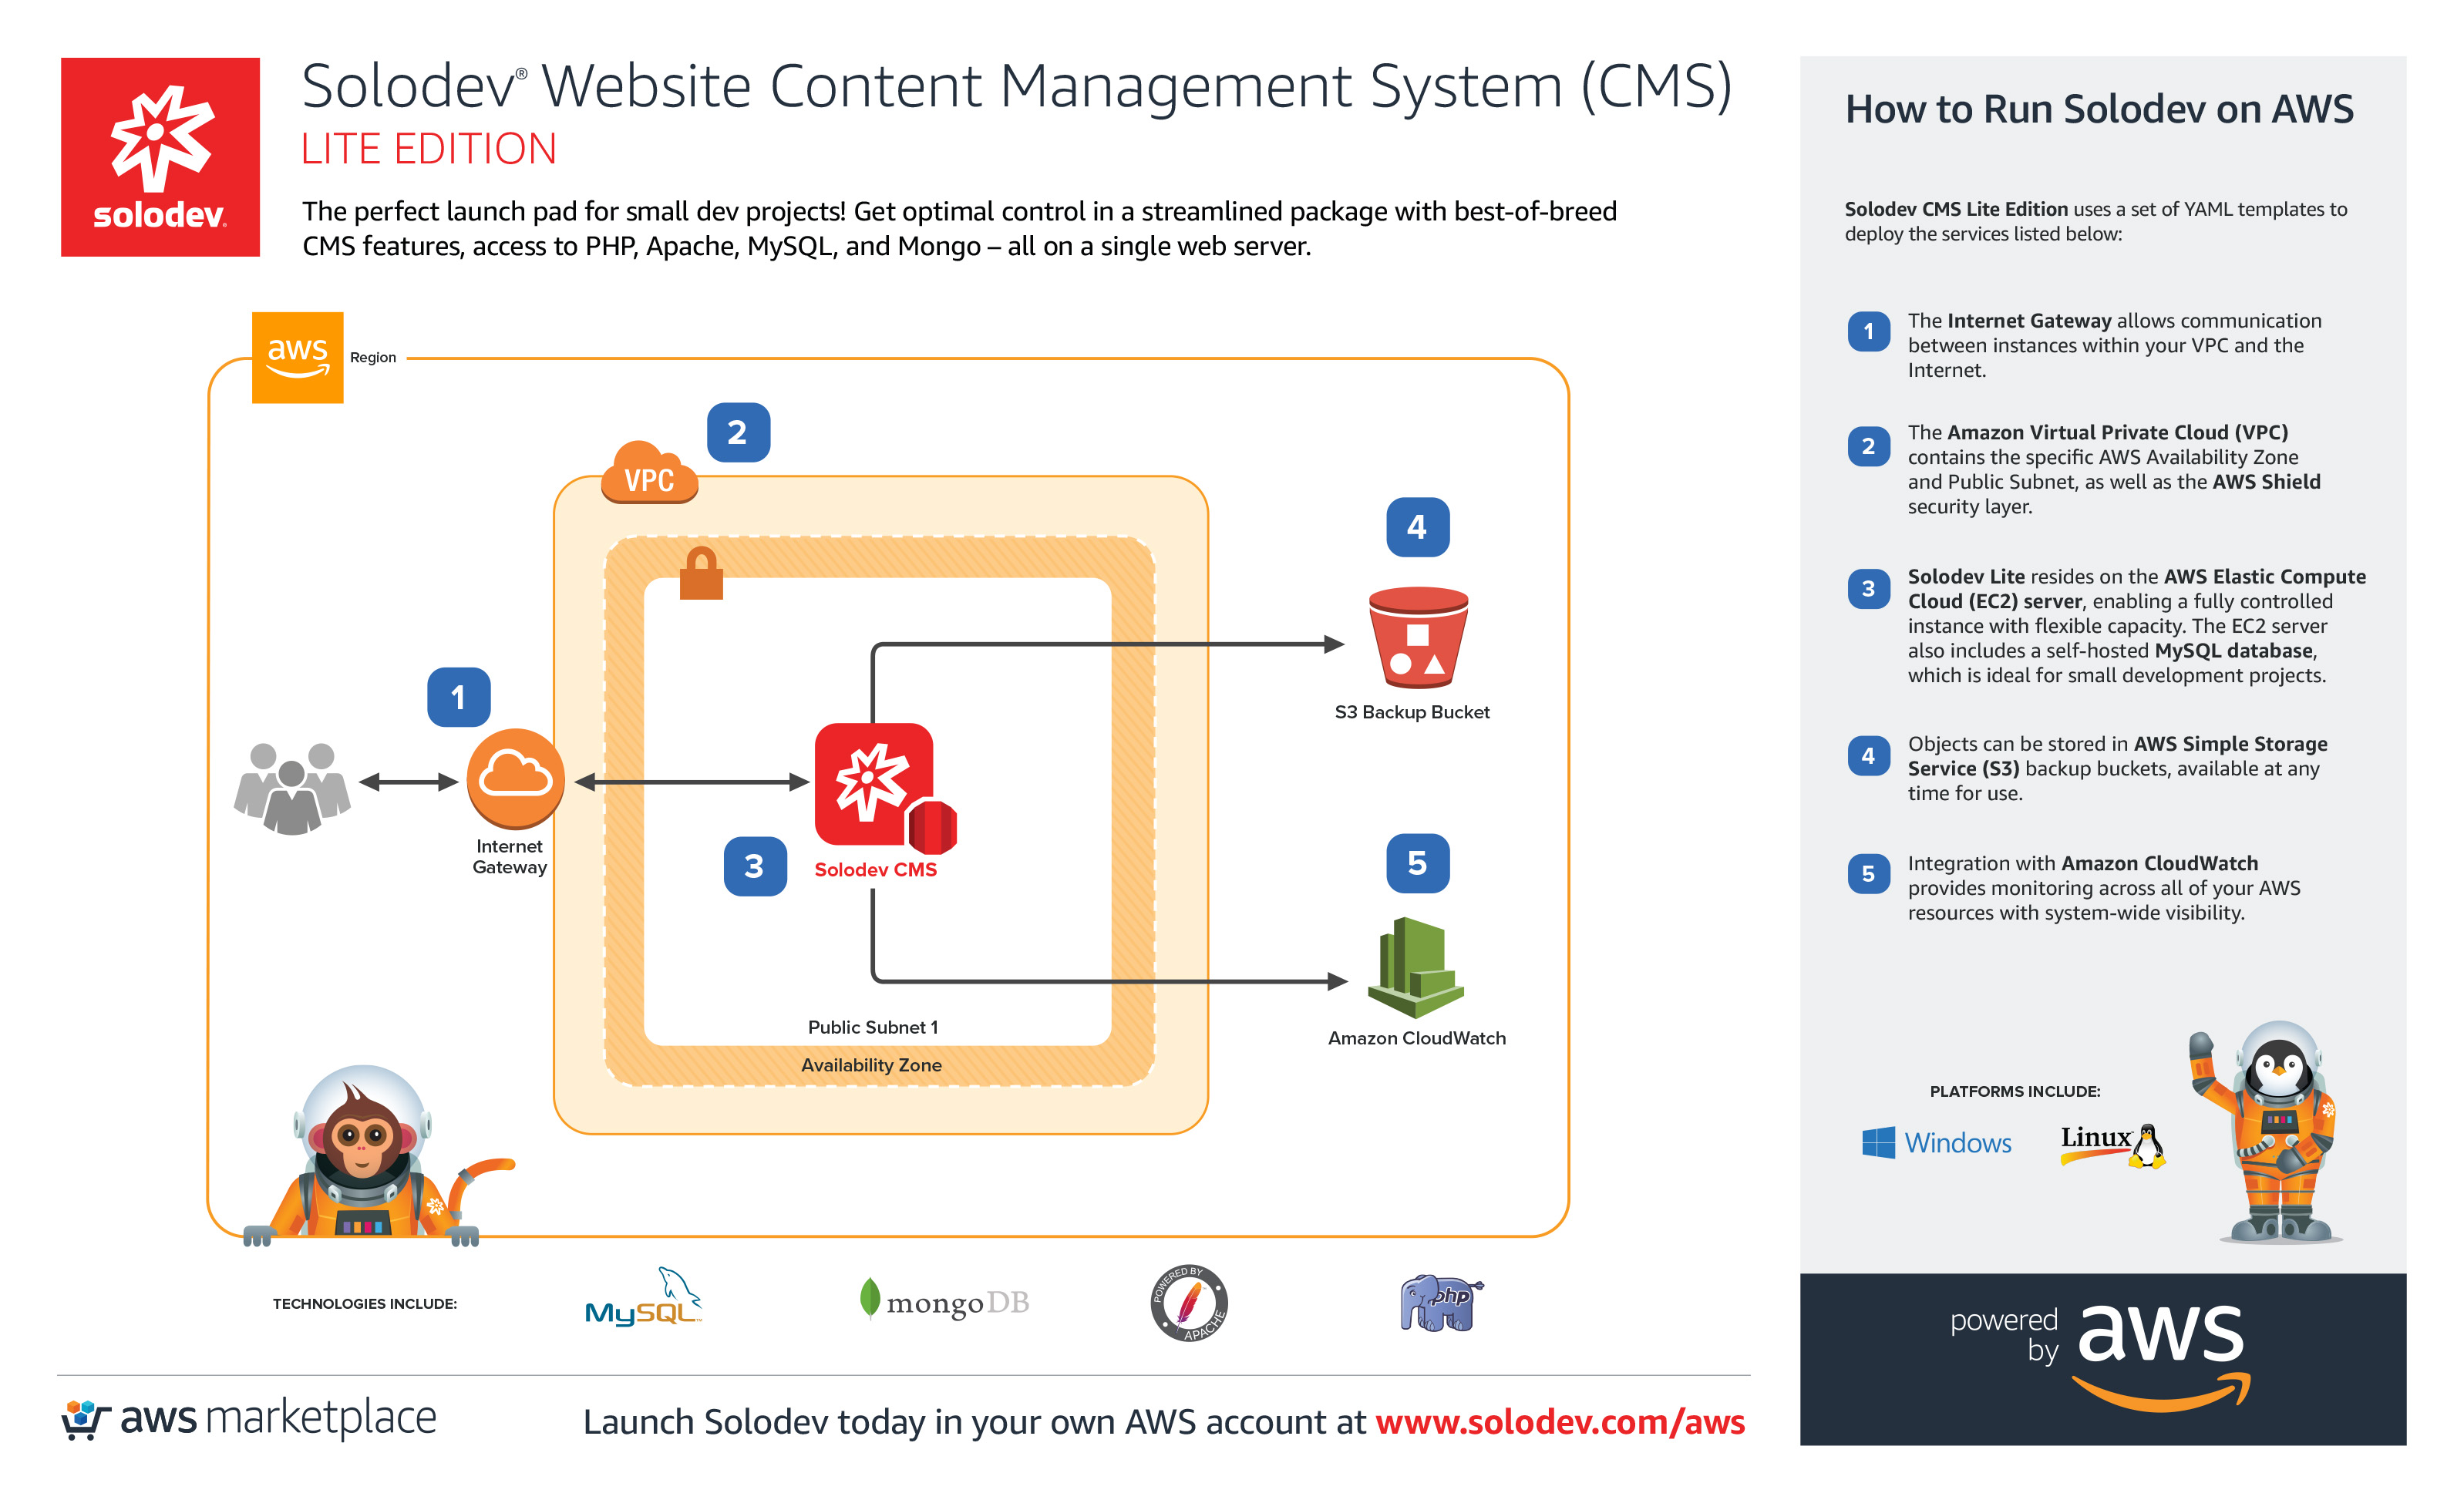 solodev
Solodev® Website Content Management System (CMS)
LITE EDITION
The perfect launch pad for small dev projects! Get optimal control in a streamlined package with best-of-breed
CMS features, access to PHP, Apache, MySQL, and Mongo – all on a single web server.
aws
Region
2
VPC
4
1
S3 Backup Bucket
Internet
Gateway
3
Solodev CMS
5
Public Subnet 1
Availability Zone
Amazon CloudWatch
TECHNOLOGIES INCLUDE:
MySQL™
mongoDB
POWERED BY
APACHE
php
aws marketplace
Launch Solodev today in your own AWS account at www.solodev.com/aws
How to Run Solodev on AWS
Solodev CMS Lite Edition uses a set of YAML templates to
deploy the services listed below:
1
The Internet Gateway allows communication
between instances within your VPC and the
Internet.
2
The Amazon Virtual Private Cloud (VPC)
contains the specific AWS Availability Zone
and Public Subnet, as well as the AWS Shield
security layer.
3
Solodev Lite resides on the AWS Elastic Compute
Cloud (EC2) server, enabling a fully controlled
instance with flexible capacity. The EC2 server
also includes a self-hosted MySQL database,
which is ideal for small development projects.
4
Objects can be stored in AWS Simple Storage
Service (S3) backup buckets, available at any
time for use.
5
Integration with Amazon CloudWatch
provides monitoring across all of your AWS
resources with system-wide visibility.
PLATFORMS INCLUDE:
Windows
Linux
powered
by
aws